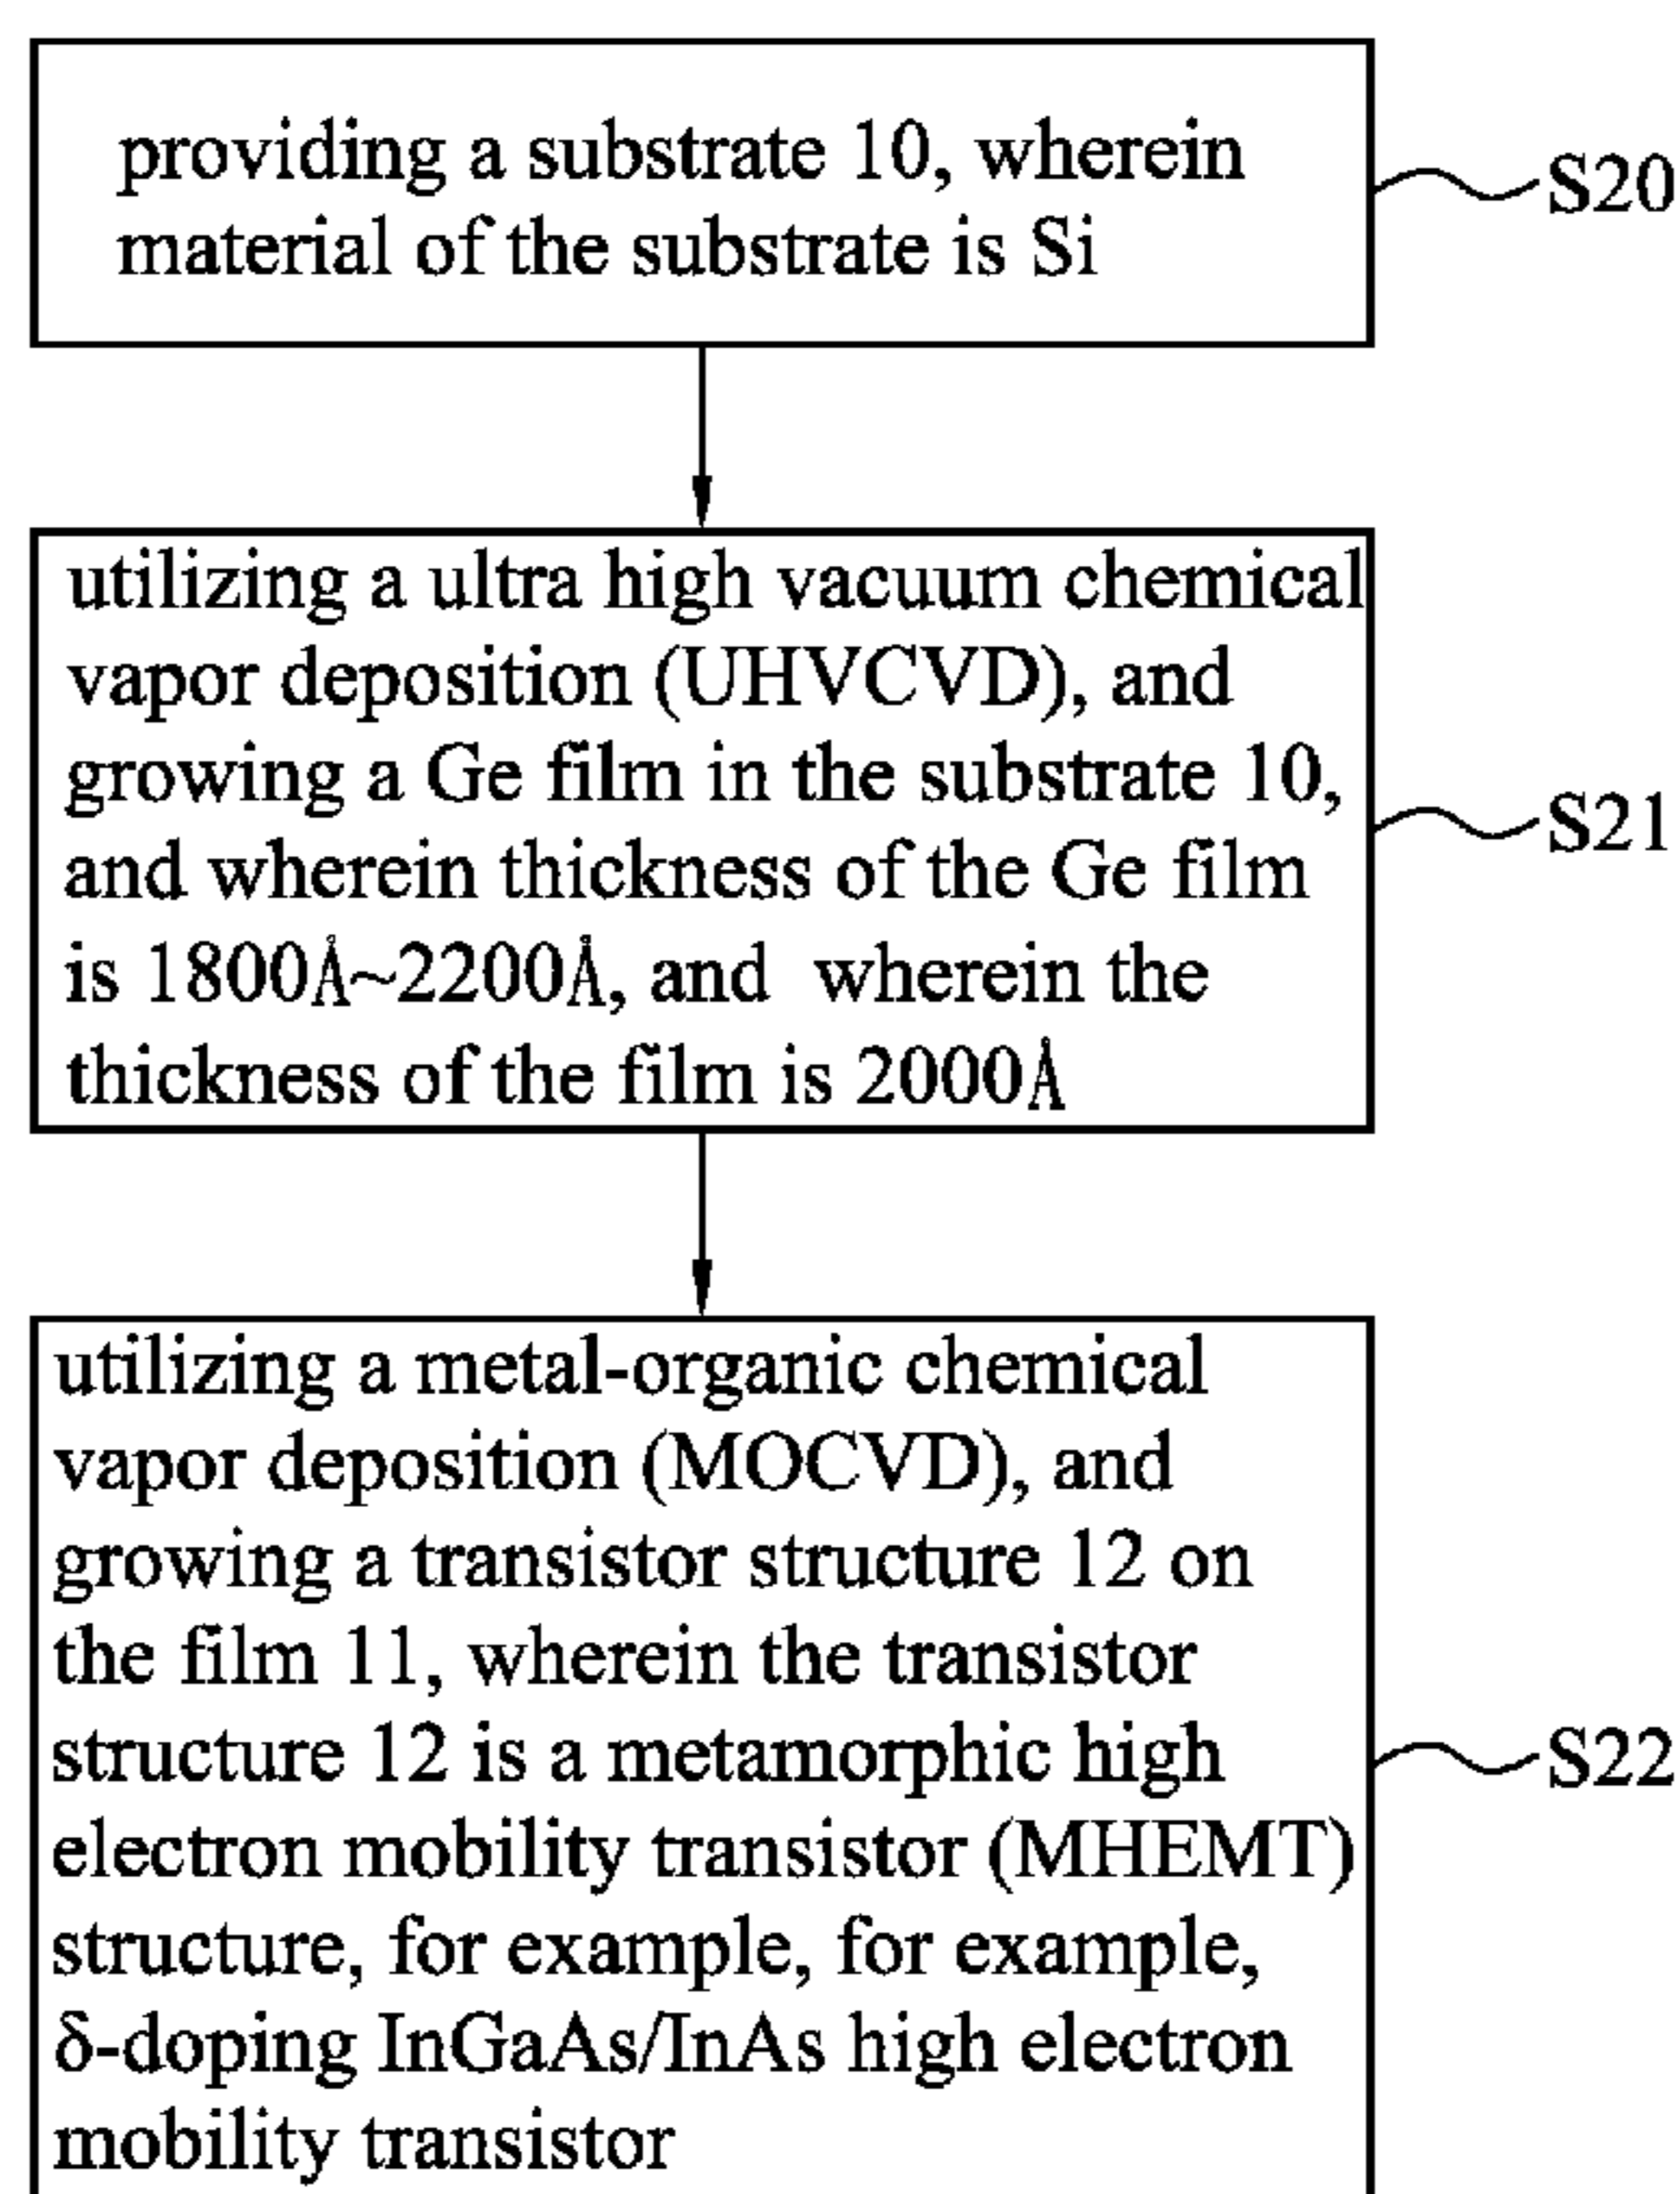 providing a substrate 10, wherein
material of the substrate is Si
S20
utilizing a ultra high vacuum chemical
vapor deposition (UHVCVD), and
growing a Ge film in the substrate 10,
and wherein thickness of the Ge film
is 1800Å~2200Å, and wherein the
thickness of the film is 2000Å
S21
utilizing a metal-organic chemical
vapor deposition (MOCVD), and
growing a transistor structure 12 on
the film 11, wherein the transistor
structure 12 is a metamorphic high
electron mobility transistor (MHEMT)
structure, for example, for example,
δ-doping InGaAs/InAs high electron
mobility transistor
S22